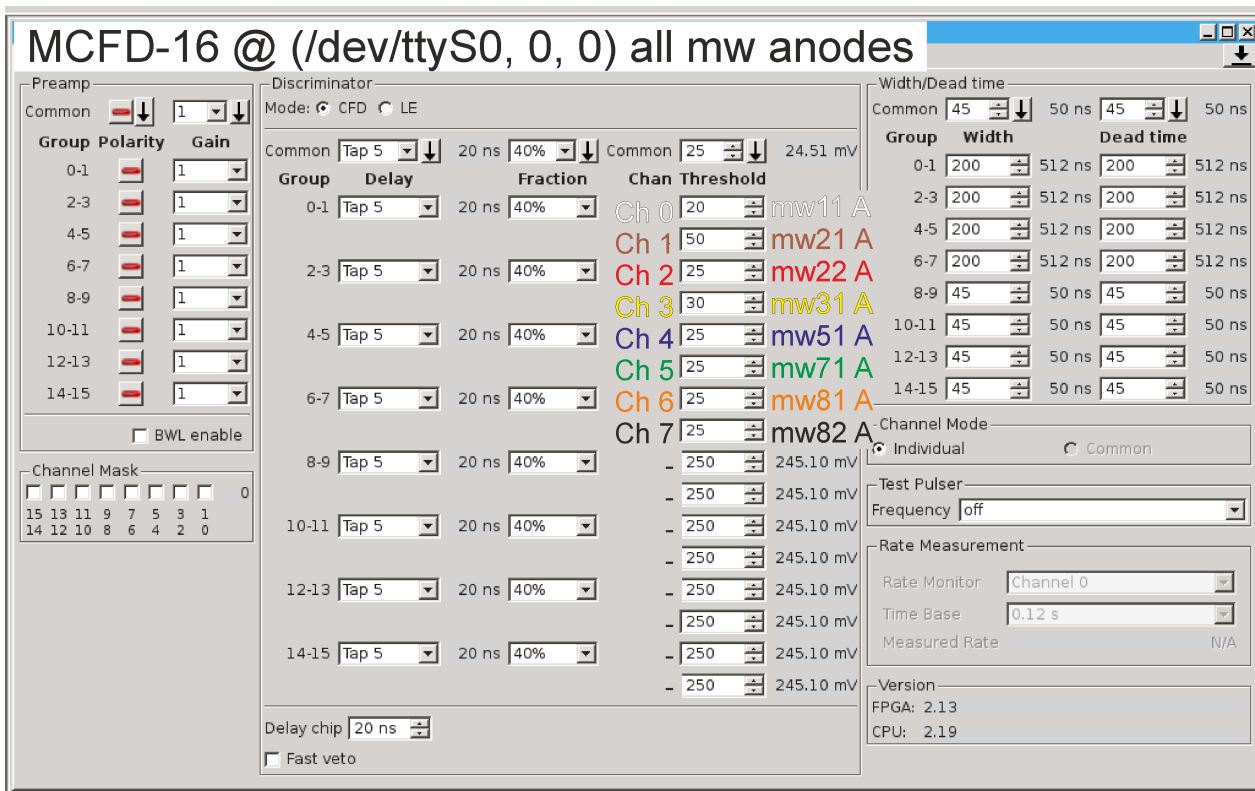 MCFD-16 @ (/dev/ttyS0, 0, 0) all mw anodes
Preamp
Common 1
Group Polarity Gain
0-1 1
2-3 1
4-5 1
6-7 1
8-9 1
10-11 1
12-13 1
14-15 1
BWL enable
Channel Mask
0
15 13 11 9 7 5 3 1
14 12 10 8 6 4 2 0
Discriminator
Mode: CFD LE
Common Tap 5 20 ns 40% Common 25 24.51 mV
Group Delay Fraction Chan Threshold
0-1 Tap 5 20 ns 40% Ch 0 20 mw11 A
Ch 1 50 mw21 A
2-3 Tap 5 20 ns 40% Ch 2 25 mw22 A
Ch 3 30 mw31 A
4-5 Tap 5 20 ns 40% Ch 4 25 mw51 A
Ch 5 25 mw71 A
6-7 Tap 5 20 ns 40% Ch 6 25 mw81 A
Ch 7 25 mw82 A
8-9 Tap 5 20 ns 40% 250 245.10 mV
250 245.10 mV
10-11 Tap 5 20 ns 40% 250 245.10 mV
250 245.10 mV
12-13 Tap 5 20 ns 40% 250 245.10 mV
250 245.10 mV
14-15 Tap 5 20 ns 40% 250 245.10 mV
250 245.10 mV
Delay chip 20 ns
Fast veto
Width/Dead time
Common 45 50 ns 45 50 ns
Group Width Dead time
0-1 200 512 ns 200 512 ns
2-3 200 512 ns 200 512 ns
4-5 200 512 ns 200 512 ns
6-7 200 512 ns 200 512 ns
8-9 45 50 ns 45 50 ns
10-11 45 50 ns 45 50 ns
12-13 45 50 ns 45 50 ns
14-15 45 50 ns 45 50 ns
Channel Mode
Individual Common
Test Pulser
Frequency off
Rate Measurement
Rate Monitor Channel 0
Time Base 0.12 s
Measured Rate N/A
Version
FPGA: 2.13
CPU: 2.19